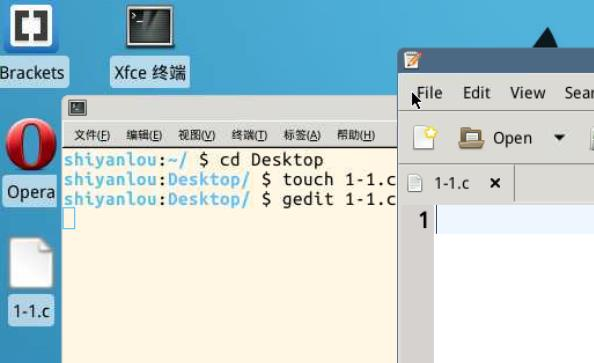 Brackets
Xfce 终端
Opera
1-1.c
文件(F) 编辑(E) 视图(V) 终端(T) 标签(A) 帮助(H)
shiyanlou:~/ $ cd Desktop
shiyanlou:Desktop/ $ touch 1-1.c
shiyanlou:Desktop/ $ gedit 1-1.c
File Edit View Sear
Open
1-1.c
1